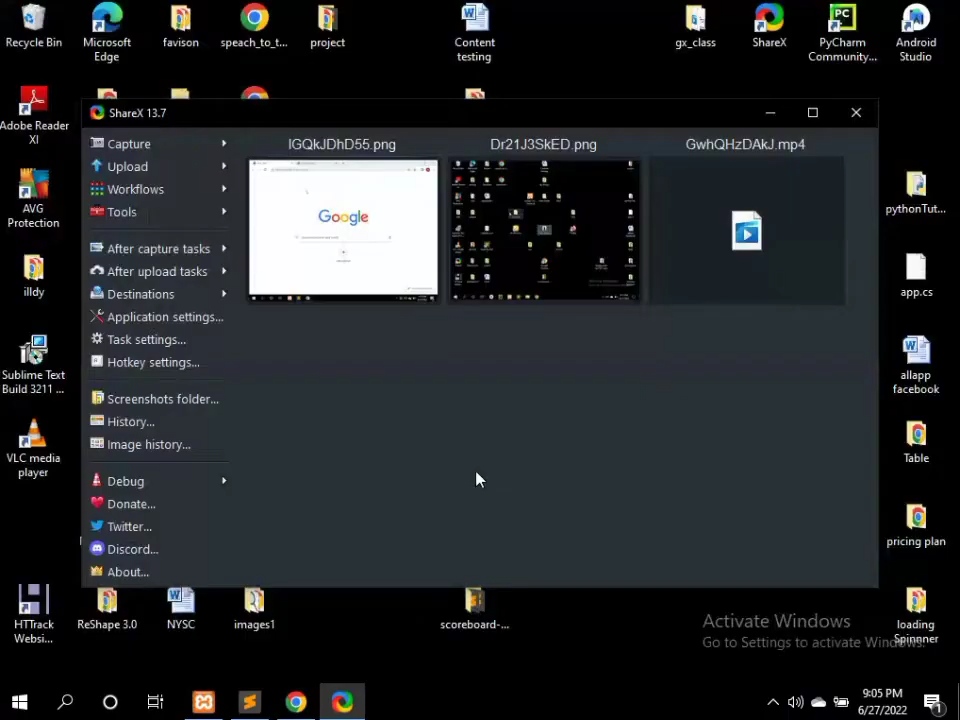 Recycle Bin
Microsoft
Edge
favison
speach_to_t...
project
Content
testing
gx_class
ShareX
PyCharm
Community...
Android
Studio
Adobe Reader
XI
AVG
Protection
illdy
Sublime Text
Build 3211 ...
VLC media
player
HTTrack
Websi...
ShareX 13.7
Capture
Upload
Workflows
Tools
After capture tasks
After upload tasks
Destinations
Application settings...
Task settings...
Hotkey settings...
Screenshots folder...
History...
Image history...
Debug
Donate...
Twitter...
Discord...
About...
IGQkJDhD55.png
Dr21J3SkED.png
GwhQHzDAkJ.mp4
Google
pythonTut...
app.cs
allapp
facebook
Table
pricing plan
loading
Spinner
ReShape 3.0
NYSC
images1
scoreboard-...
Activate Windows
Go to Settings to activate Windows.
9:05 PM
6/27/2022
1